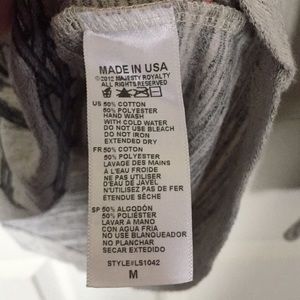 MADE IN USA
©2012 MAJESTY ROYALTY
ALL RIGHTS RESERVED
US 50% COTTON
50% POLYESTER
HAND WASH
WITH COLD WATER
DO NOT USE BLEACH
DO NOT IRON
EXTENDED DRY
FR 50% COTON
50% POLYESTER
LAVAGE DES MAINS
À L'EAU FROIDE
NE PAS UTILISER
D'EAU DE JAVEL
N'UTILISEZ PAS DE FER
ÉTENDUE SÉCHE
SP 50% ALGODÓN
50% POLIÉSTER
LAVAR A MANO
CON AGUA FRÍA
NO USE BLANQUEADOR
NO PLANCHAR
SECAR EXTEDIDO
STYLE#LS1042
M